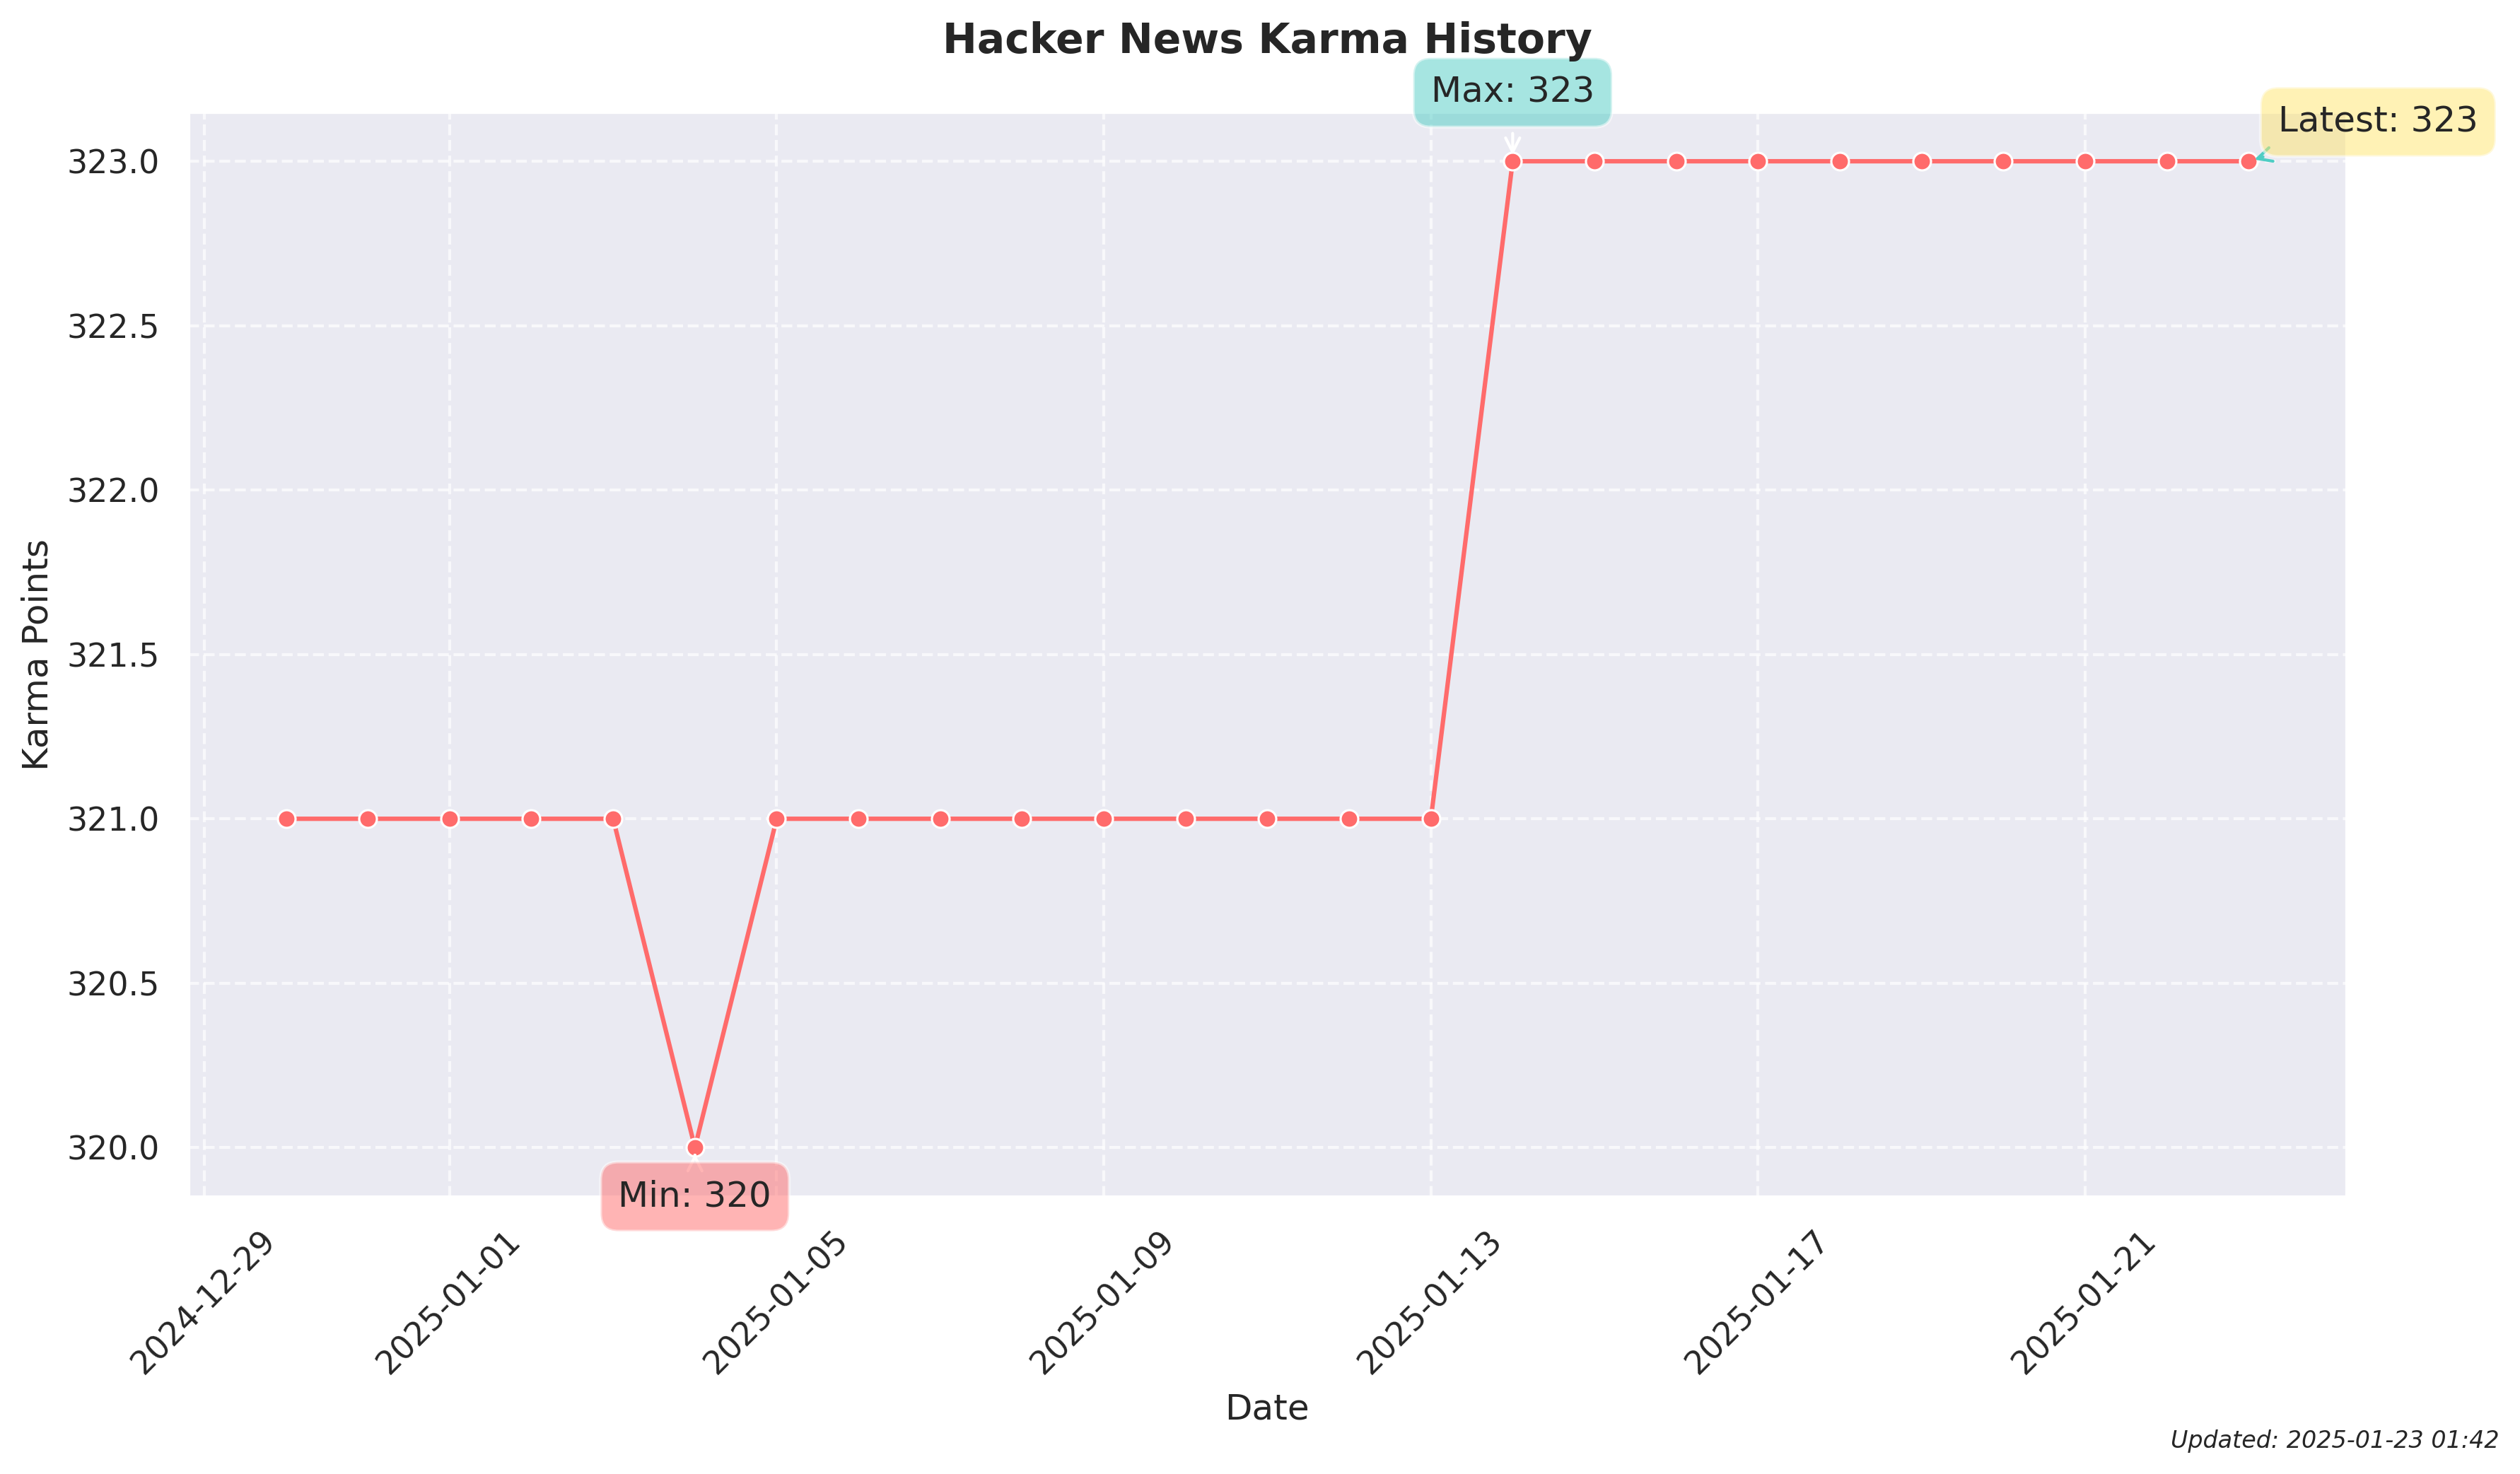 Hacker News Karma History
Max: 323
Latest: 323
323.0
322.5
322.0
321.5
321.0
320.5
320.0
Karma Points
Min: 320
2024-12-29
2025-01-01
2025-01-05
2025-01-09
2025-01-13
2025-01-17
2025-01-21
Date
Updated: 2025-01-23 01:42